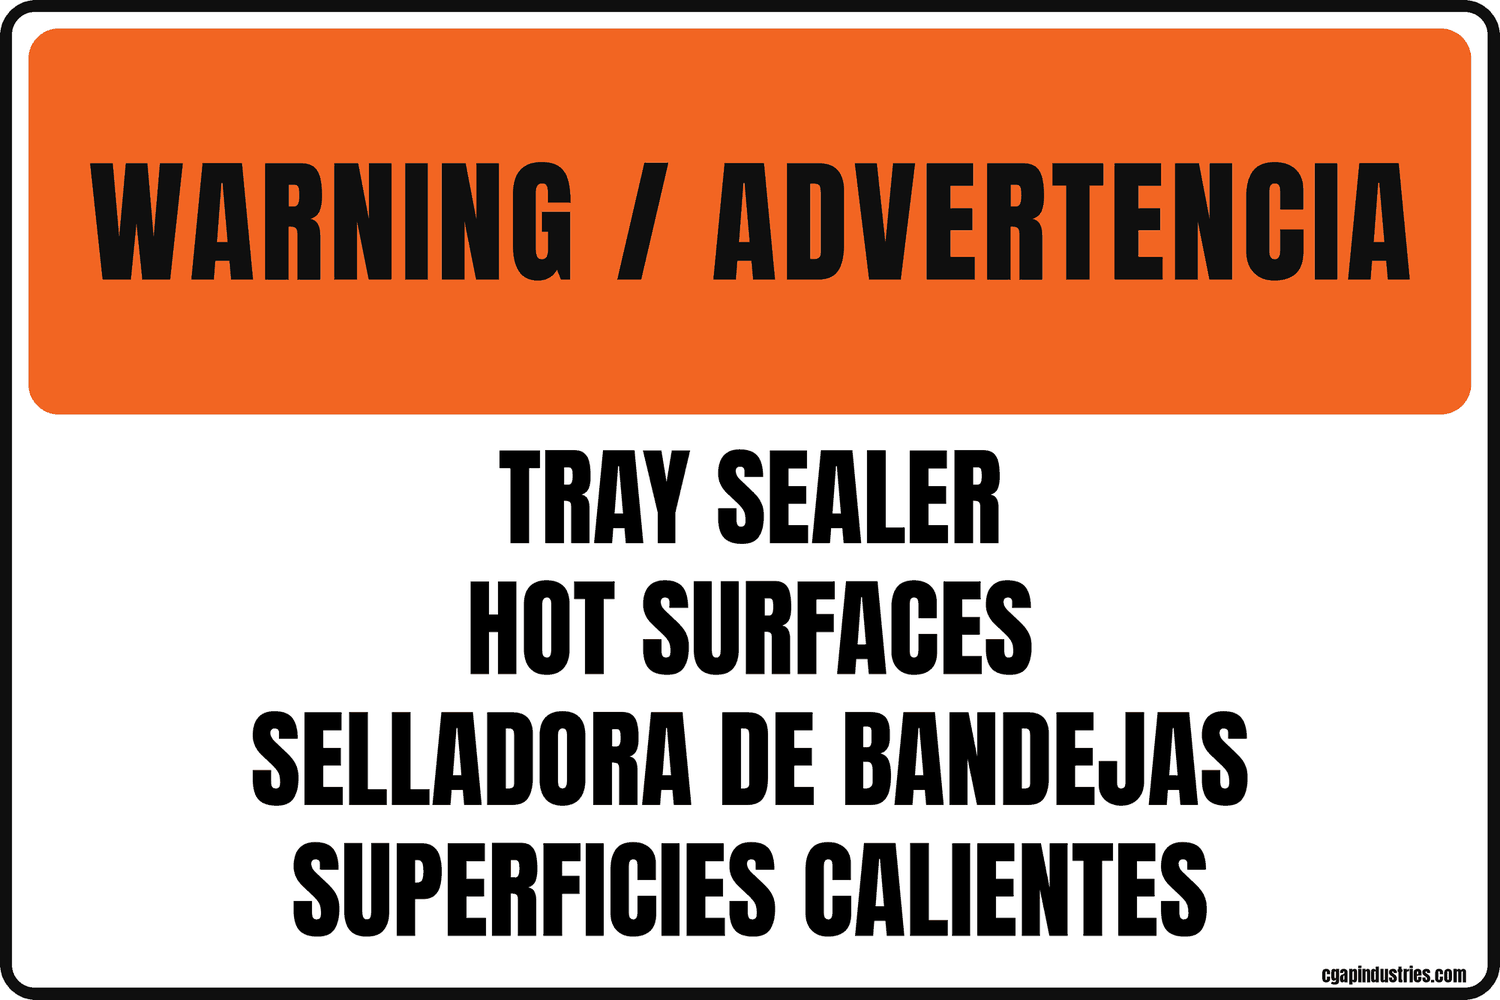 WARNING / ADVERTENCIA
TRAY SEALER
HOT SURFACES
SELLADORA DE BANDEJAS
SUPERFICIES CALIENTES
cgapindustries.com